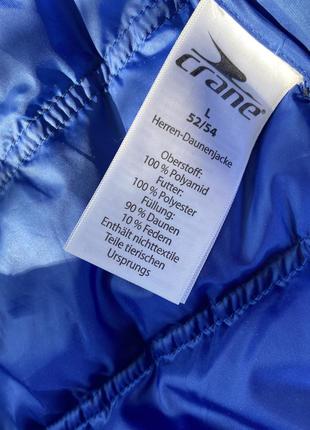 crane
L
52/54
Herren-Daunenjacke
Oberstoff:
100 % Polyamid
Futter:
100 % Polyester
Füllung:
90 % Daunen
10 % Federn
Enthält nichttextile
Teile tierischen
Ursprungs